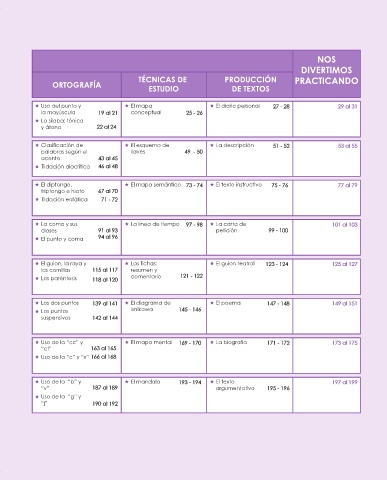 NOS
DIVERTIMOS
PRACTICANDO
ORTOGRAFÍA
TÉCNICAS DE
ESTUDIO
PRODUCCIÓN
DE TEXTOS
Uso del punto y
la mayúscula 19 al 21
La sílaba: tónica
y átona 22 al 24
El mapa
conceptual 25 - 26
El diario personal 27 - 28
29 al 31
Clasificación de
palabras según el
acento 43 al 45
Tildación diacrítica 46 al 48
El esquema de
llaves 49 - 50
La descripción 51 - 52
53 al 55
El diptongo,
triptongo e hiato 67 al 70
Tildación enfática 71 - 72
El mapa semántico 73 - 74
El texto instructivo 75 - 76
77 al 79
La coma y sus
clases 91 al 93
El punto y coma 94 al 96
La línea de tiempo 97 - 98
La carta de
petición 99 - 100
101 al 103
El guion, la raya y
las comillas 115 al 117
Los paréntesis 118 al 120
Las fichas:
resumen y
comentario 121 - 122
El guion teatral 123 - 124
125 al 127
Los dos puntos 139 al 141
Los puntos
suspensivos 142 al 144
El diagrama de
Ishikawa 145 - 146
El poema 147 - 148
149 al 151
Uso de la "cc" y
"ct" 163 al 165
Uso de la "c" y "x" 166 al 168
El mapa mental 169 - 170
La biografía 171 - 172
173 al 175
Uso de la "b" y
"v" 187 al 189
Uso de la "g" y
"j" 190 al 192
El mandala 193 - 194
El texto
argumentativo 195 - 196
197 al 199